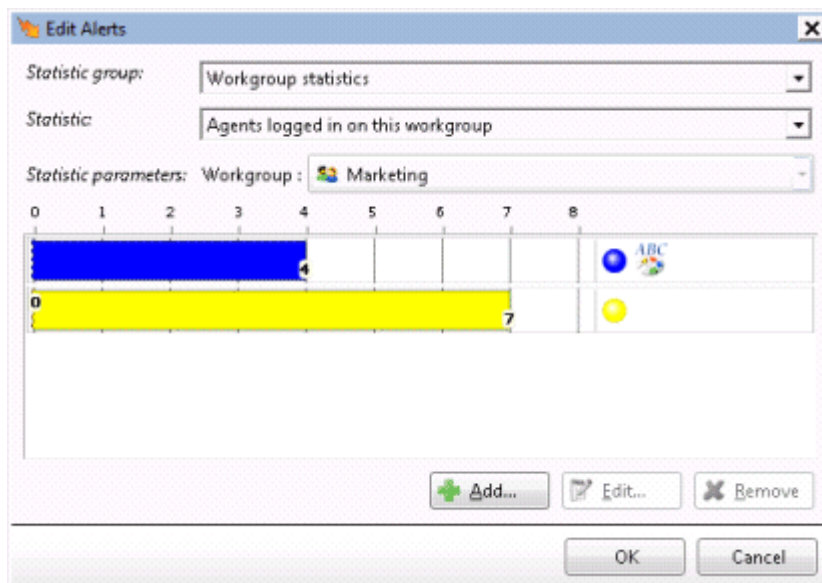 Edit Alerts
Statistic group: Workgroup statistics
Statistic: Agents logged in on this workgroup
Statistic parameters: Workgroup : Marketing
0 1 2 3 4 5 6 7 8
4
ABC
0
7
Add... Edit... Remove
OK Cancel